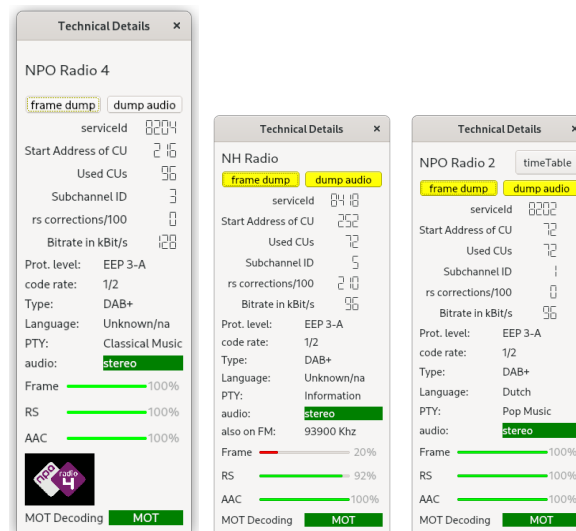 Technical Details ×
NPO Radio 4
frame dump dump audio
serviceId 8204
Start Address of CU 216
Used CUs 96
Subchannel ID 3
rs corrections/100 0
Bitrate in kBit/s 128
Prot. level: EEP 3-A
code rate: 1/2
Type: DAB+
Language: Unknown/na
PTY: Classical Music
audio: stereo
Frame 100%
RS 100%
AAC 100%
npo radio 4
MOT Decoding MOT
Technical Details ×
NH Radio
frame dump dump audio
serviceId 8418
Start Address of CU 252
Used CUs 72
Subchannel ID 5
rs corrections/100 210
Bitrate in kBit/s 96
Prot. level: EEP 3-A
code rate: 1/2
Type: DAB+
Language: Unknown/na
PTY: Information
audio: stereo
also on FM: 93900 Khz
Frame 20%
RS 92%
AAC 100%
MOT Decoding MOT
Technical Details ×
NPO Radio 2 timeTable
frame dump dump audio
serviceId 8202
Start Address of CU 72
Used CUs 72
Subchannel ID 1
rs corrections/100 0
Bitrate in kBit/s 96
Prot. level: EEP 3-A
code rate: 1/2
Type: DAB+
Language: Dutch
PTY: Pop Music
audio: stereo
Frame 100%
RS 100%
AAC 100%
MOT Decoding MOT